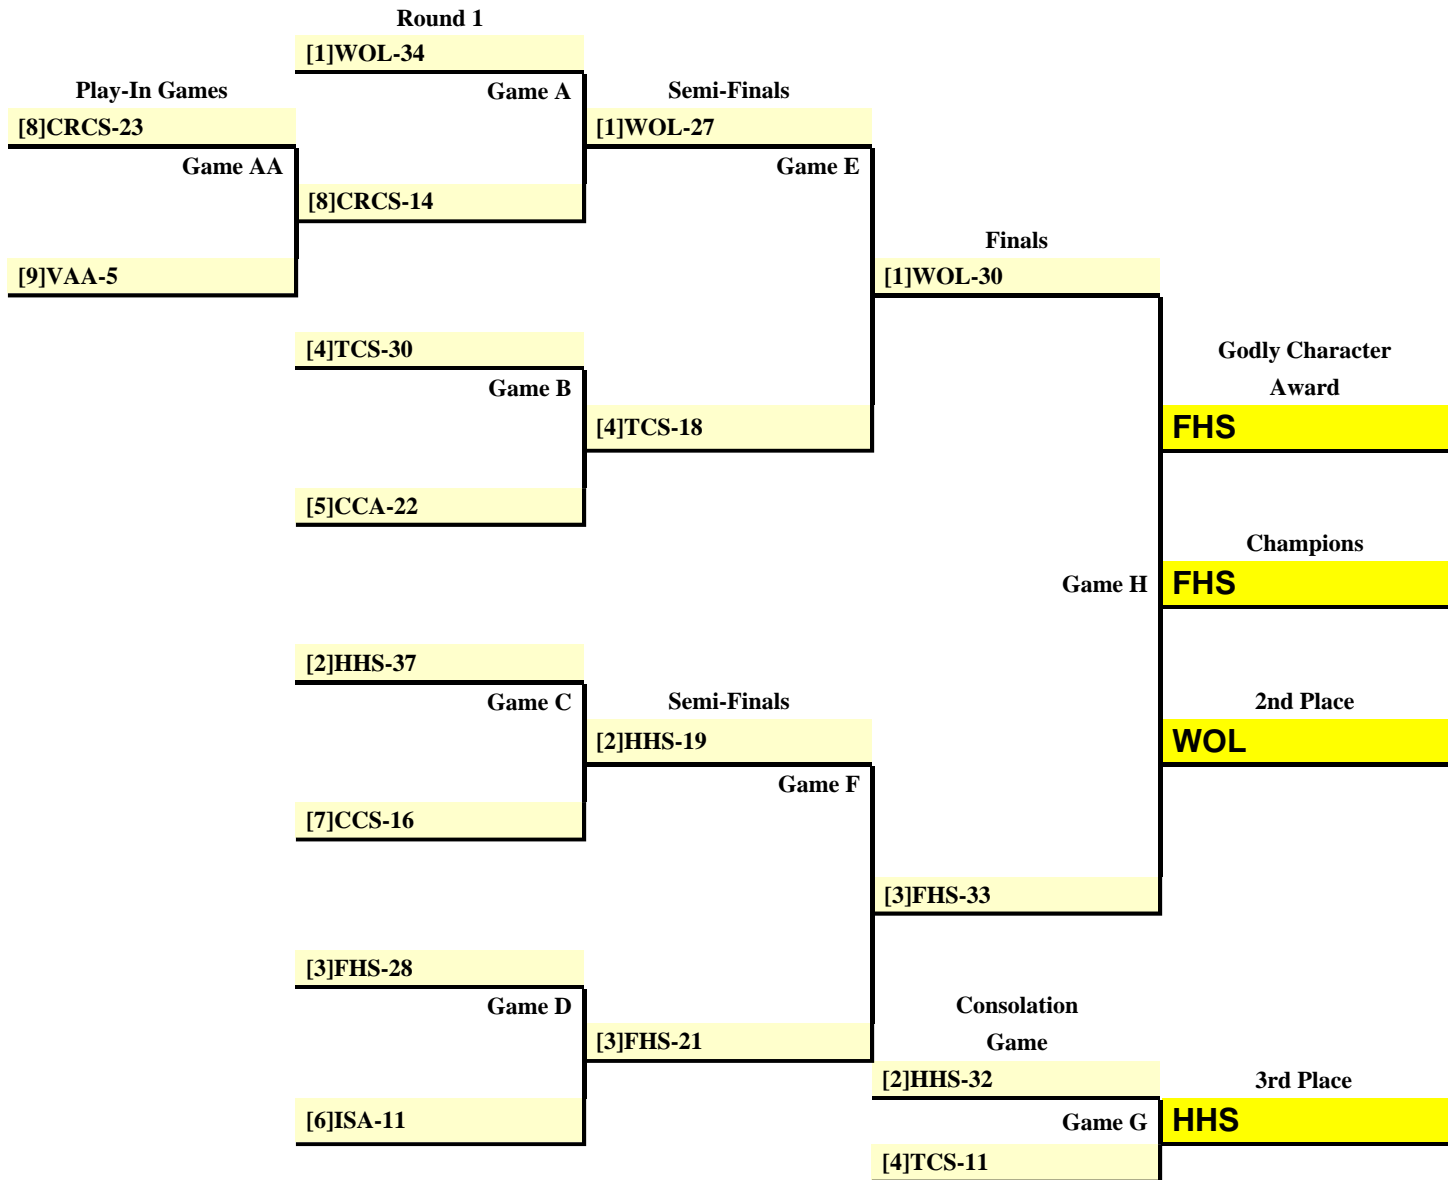 Round 1
[1]WOL-34
Play-In Games
Game A
Semi-Finals
[8]CRCS-23
[1]WOL-27
Game AA
Game E
[8]CRCS-14
Finals
[9]VAA-5
[1]WOL-30
[4]TCS-30
Godly Character
Award
Game B
[4]TCS-18
FHS
[5]CCA-22
Champions
Game H
FHS
[2]HHS-37
Game C
Semi-Finals
2nd Place
[2]HHS-19
WOL
Game F
[7]CCS-16
[3]FHS-33
[3]FHS-28
Game D
Consolation
Game
[3]FHS-21
[2]HHS-32
3rd Place
[6]ISA-11
Game G
HHS
[4]TCS-11